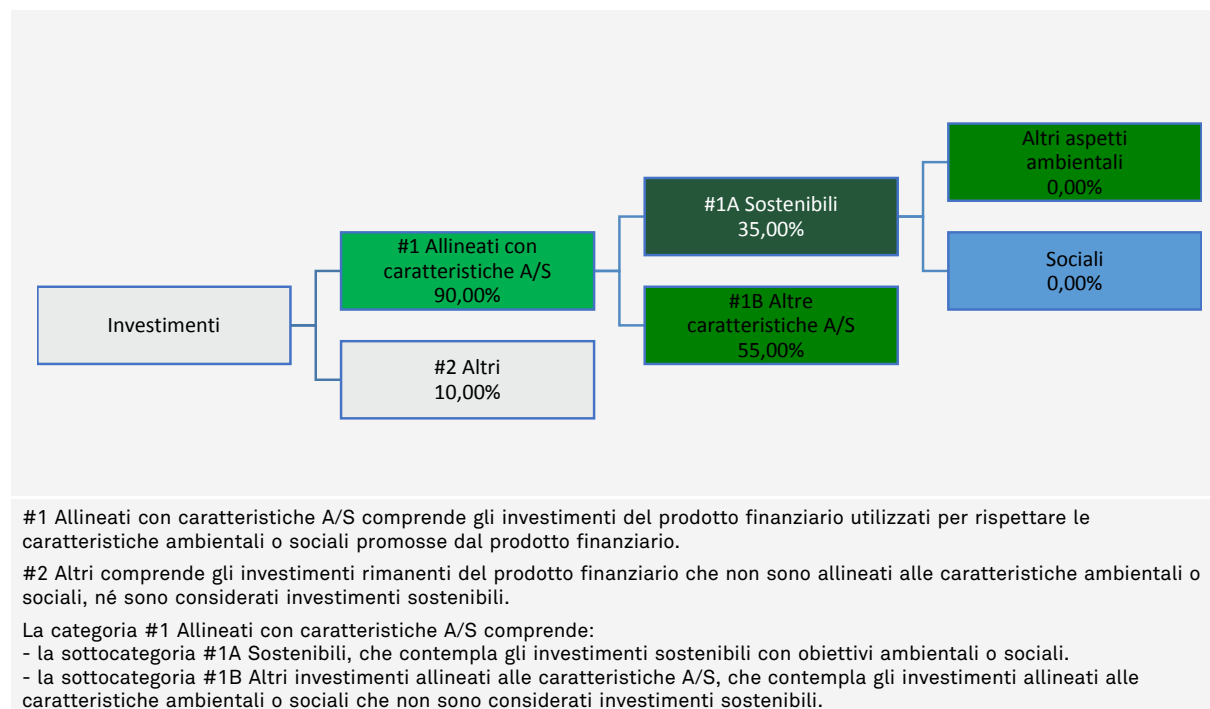 Investimenti
#1 Allineati con
caratteristiche A/S
90,00%
#2 Altri
10,00%
#1A Sostenibili
35,00%
#1B Altre
caratteristiche A/S
55,00%
Altri aspetti
ambientali
0,00%
Sociali
0,00%
#1 Allineati con caratteristiche A/S comprende gli investimenti del prodotto finanziario utilizzati per rispettare le
caratteristiche ambientali o sociali promosse dal prodotto finanziario.
#2 Altri comprende gli investimenti rimanenti del prodotto finanziario che non sono allineati alle caratteristiche ambientali o
sociali, né sono considerati investimenti sostenibili.
La categoria #1 Allineati con caratteristiche A/S comprende:
- la sottocategoria #1A Sostenibili, che contempla gli investimenti sostenibili con obiettivi ambientali o sociali.
- la sottocategoria #1B Altri investimenti allineati alle caratteristiche A/S, che contempla gli investimenti allineati alle
caratteristiche ambientali o sociali che non sono considerati investimenti sostenibili.